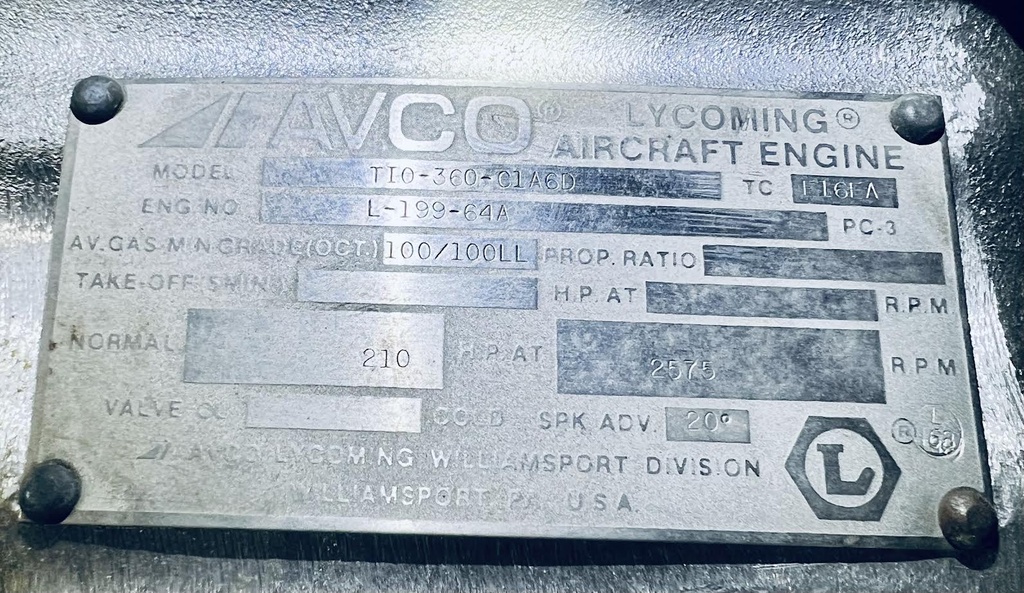 AVCO® LYCOMING®
AIRCRAFT ENGINE
MODEL TIO-360-C1A6D TC E16EA
ENG NO L-199-64A PC-3
AV. GAS MIN GRADE (OCT.) 100/100LL PROP. RATIO
TAKE-OFF 5 MIN. H.P. AT R.P.M
NORMAL 210 H.P. AT 2575 R P M
VALVE CL. COLD SPK. ADV. 20°
AVCO LYCOMING WILLIAMSPORT DIVISION L ®
WILLIAMSPORT, PA. U.S.A.